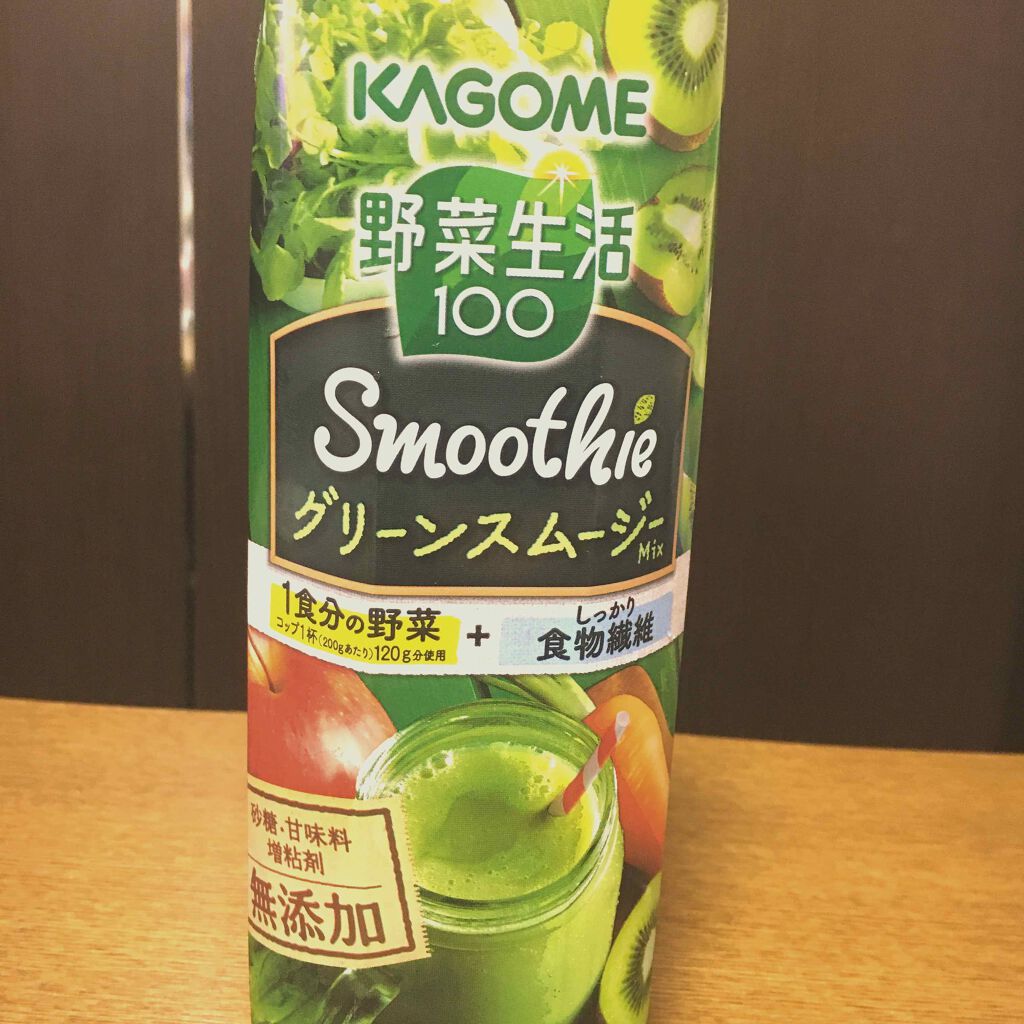 KAGOME
野菜生活
100
Smoothie
グリーンスムージー
Mix
1食分の野菜
コップ1杯(200gあたり)120g分使用
+
しっかり
食物繊維
砂糖・甘味料
増粘剤
無添加